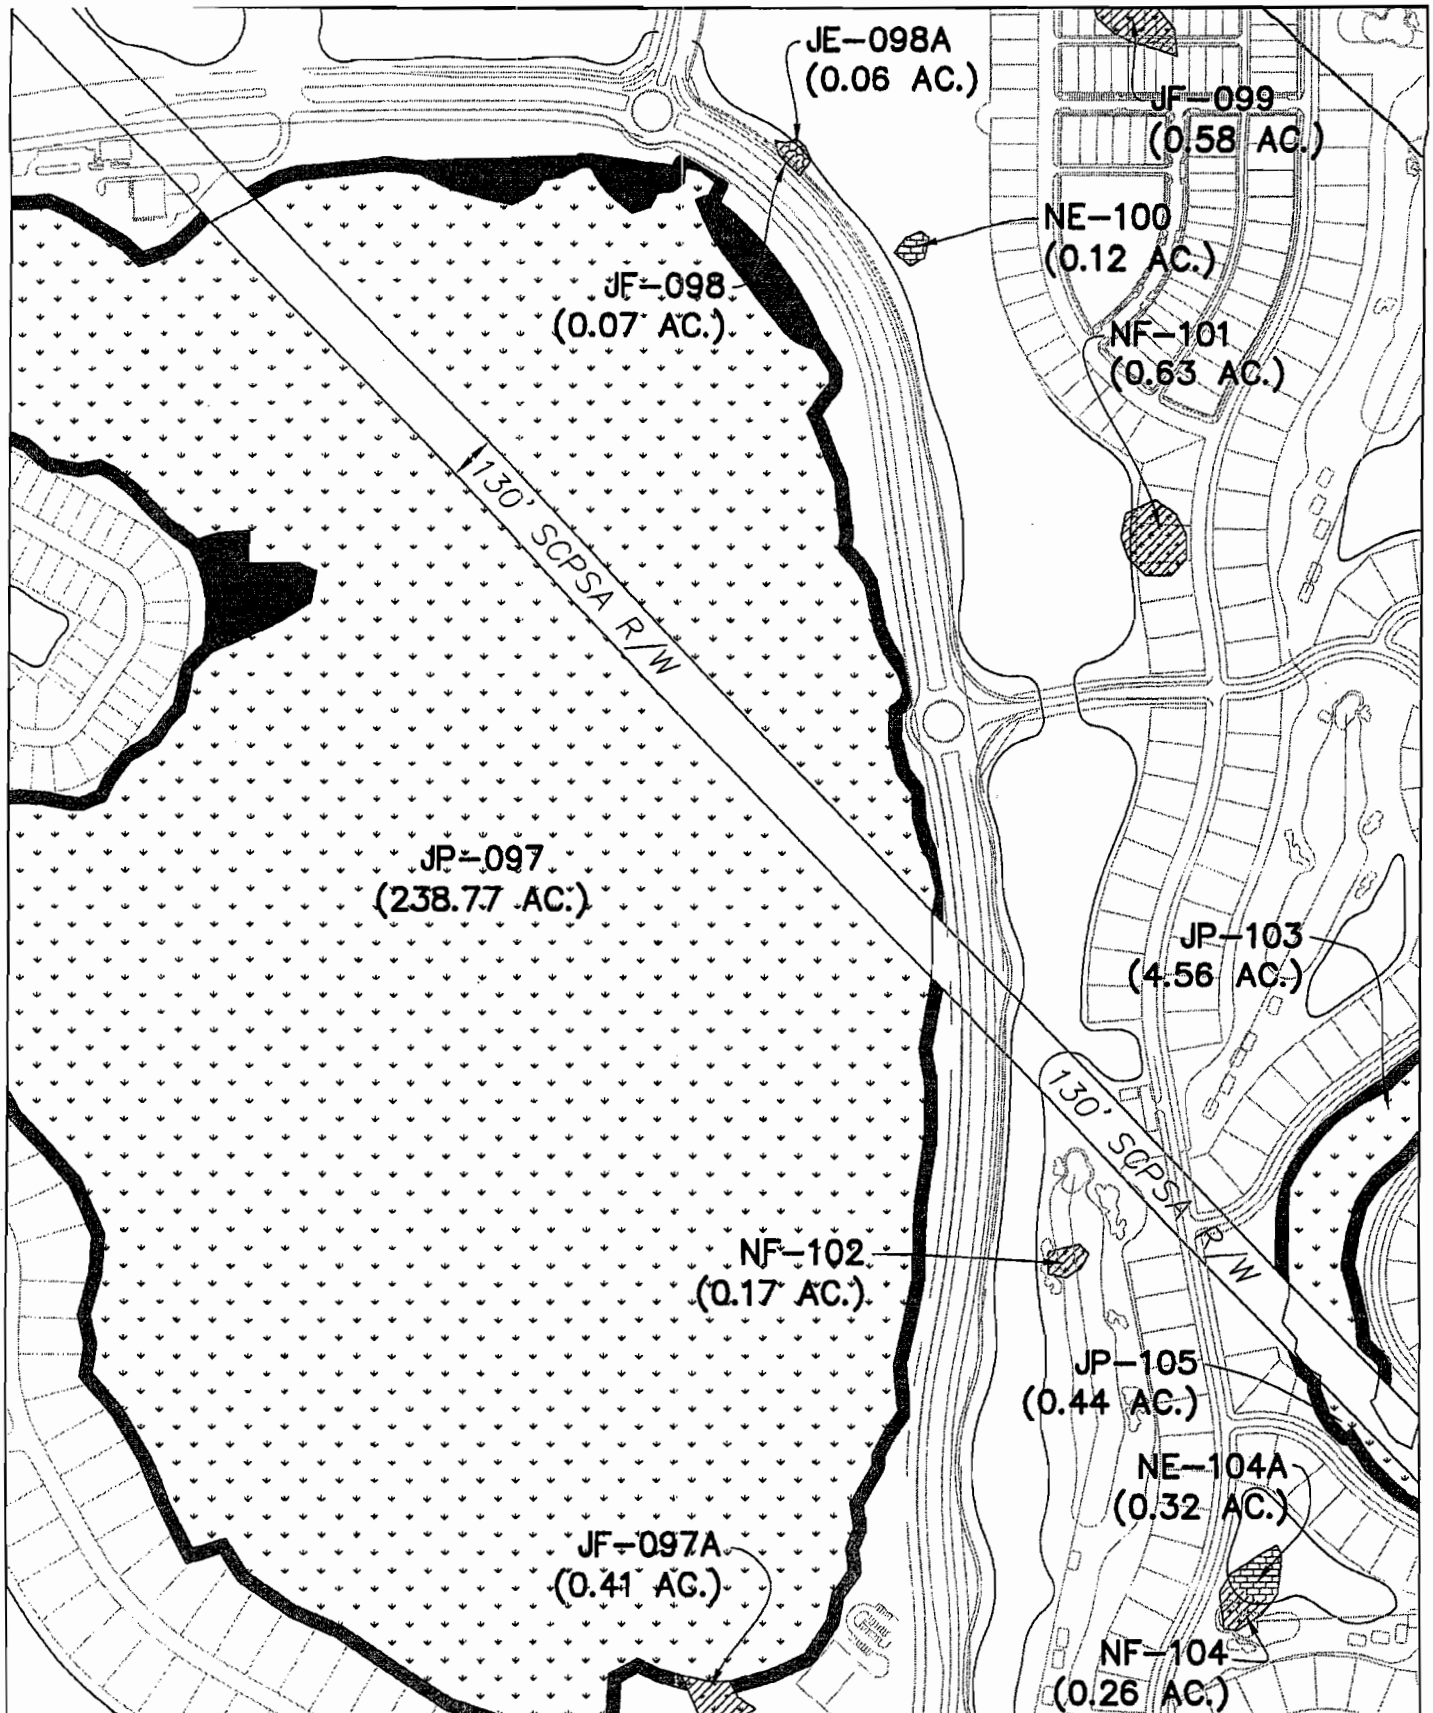 JE-098A
(0.06 AC.)
JF-099
(0.58 AC.)
NE-100
(0.12 AC.)
JF-098
(0.07 AC.)
NF-101
(0.63 AC.)
130' SCPSA R/W
JP-097
(238.77 AC.)
JP-103
(4.56 AC.)
130' SCPSA R/W
NF-102
(0.17 AC.)
JP-105
(0.44 AC.)
NE-104A
(0.32 AC.)
JF-097A
(0.41 AC.)
NF-104
(0.26 AC.)